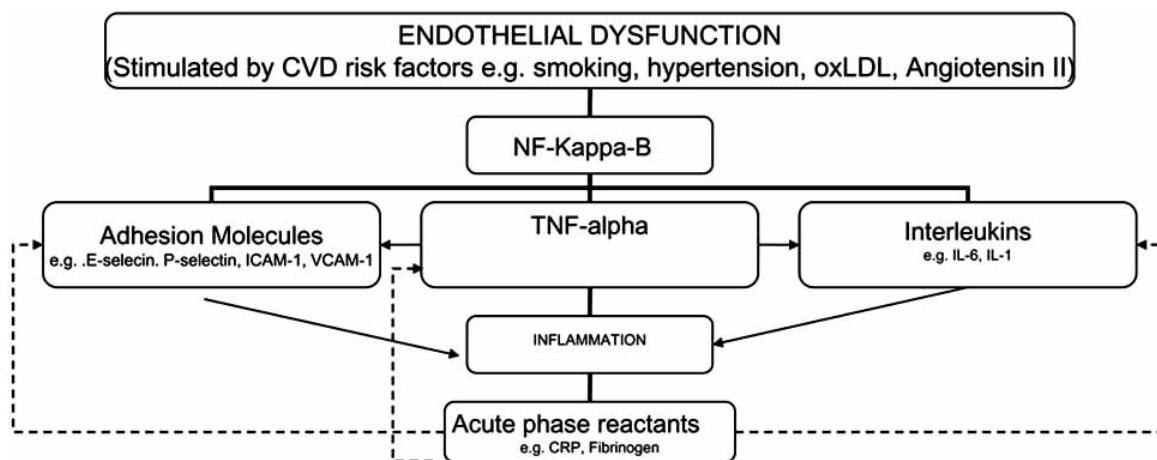 ENDOTHELIAL DYSFUNCTION
(Stimulated by CVD risk factors e.g. smoking, hypertension, oxLDL, Angiotensin II)
NF-Kappa-B
Adhesion Molecules
e.g. .E-selecin. P-selectin, ICAM-1, VCAM-1
TNF-alpha
Interleukins
e.g. IL-6, IL-1
INFLAMMATION
Acute phase reactants
e.g. CRP, Fibrinogen